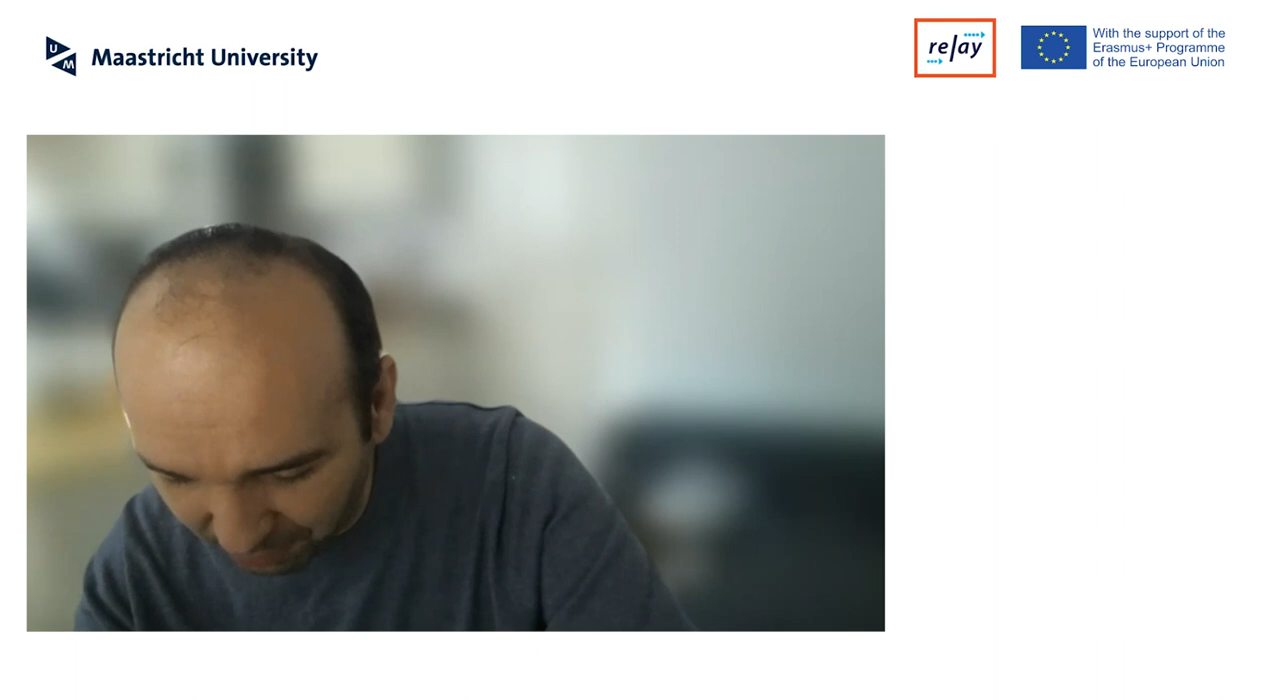 U
M
Maastricht University
relay
With the support of the
Erasmus+ Programme
of the European Union